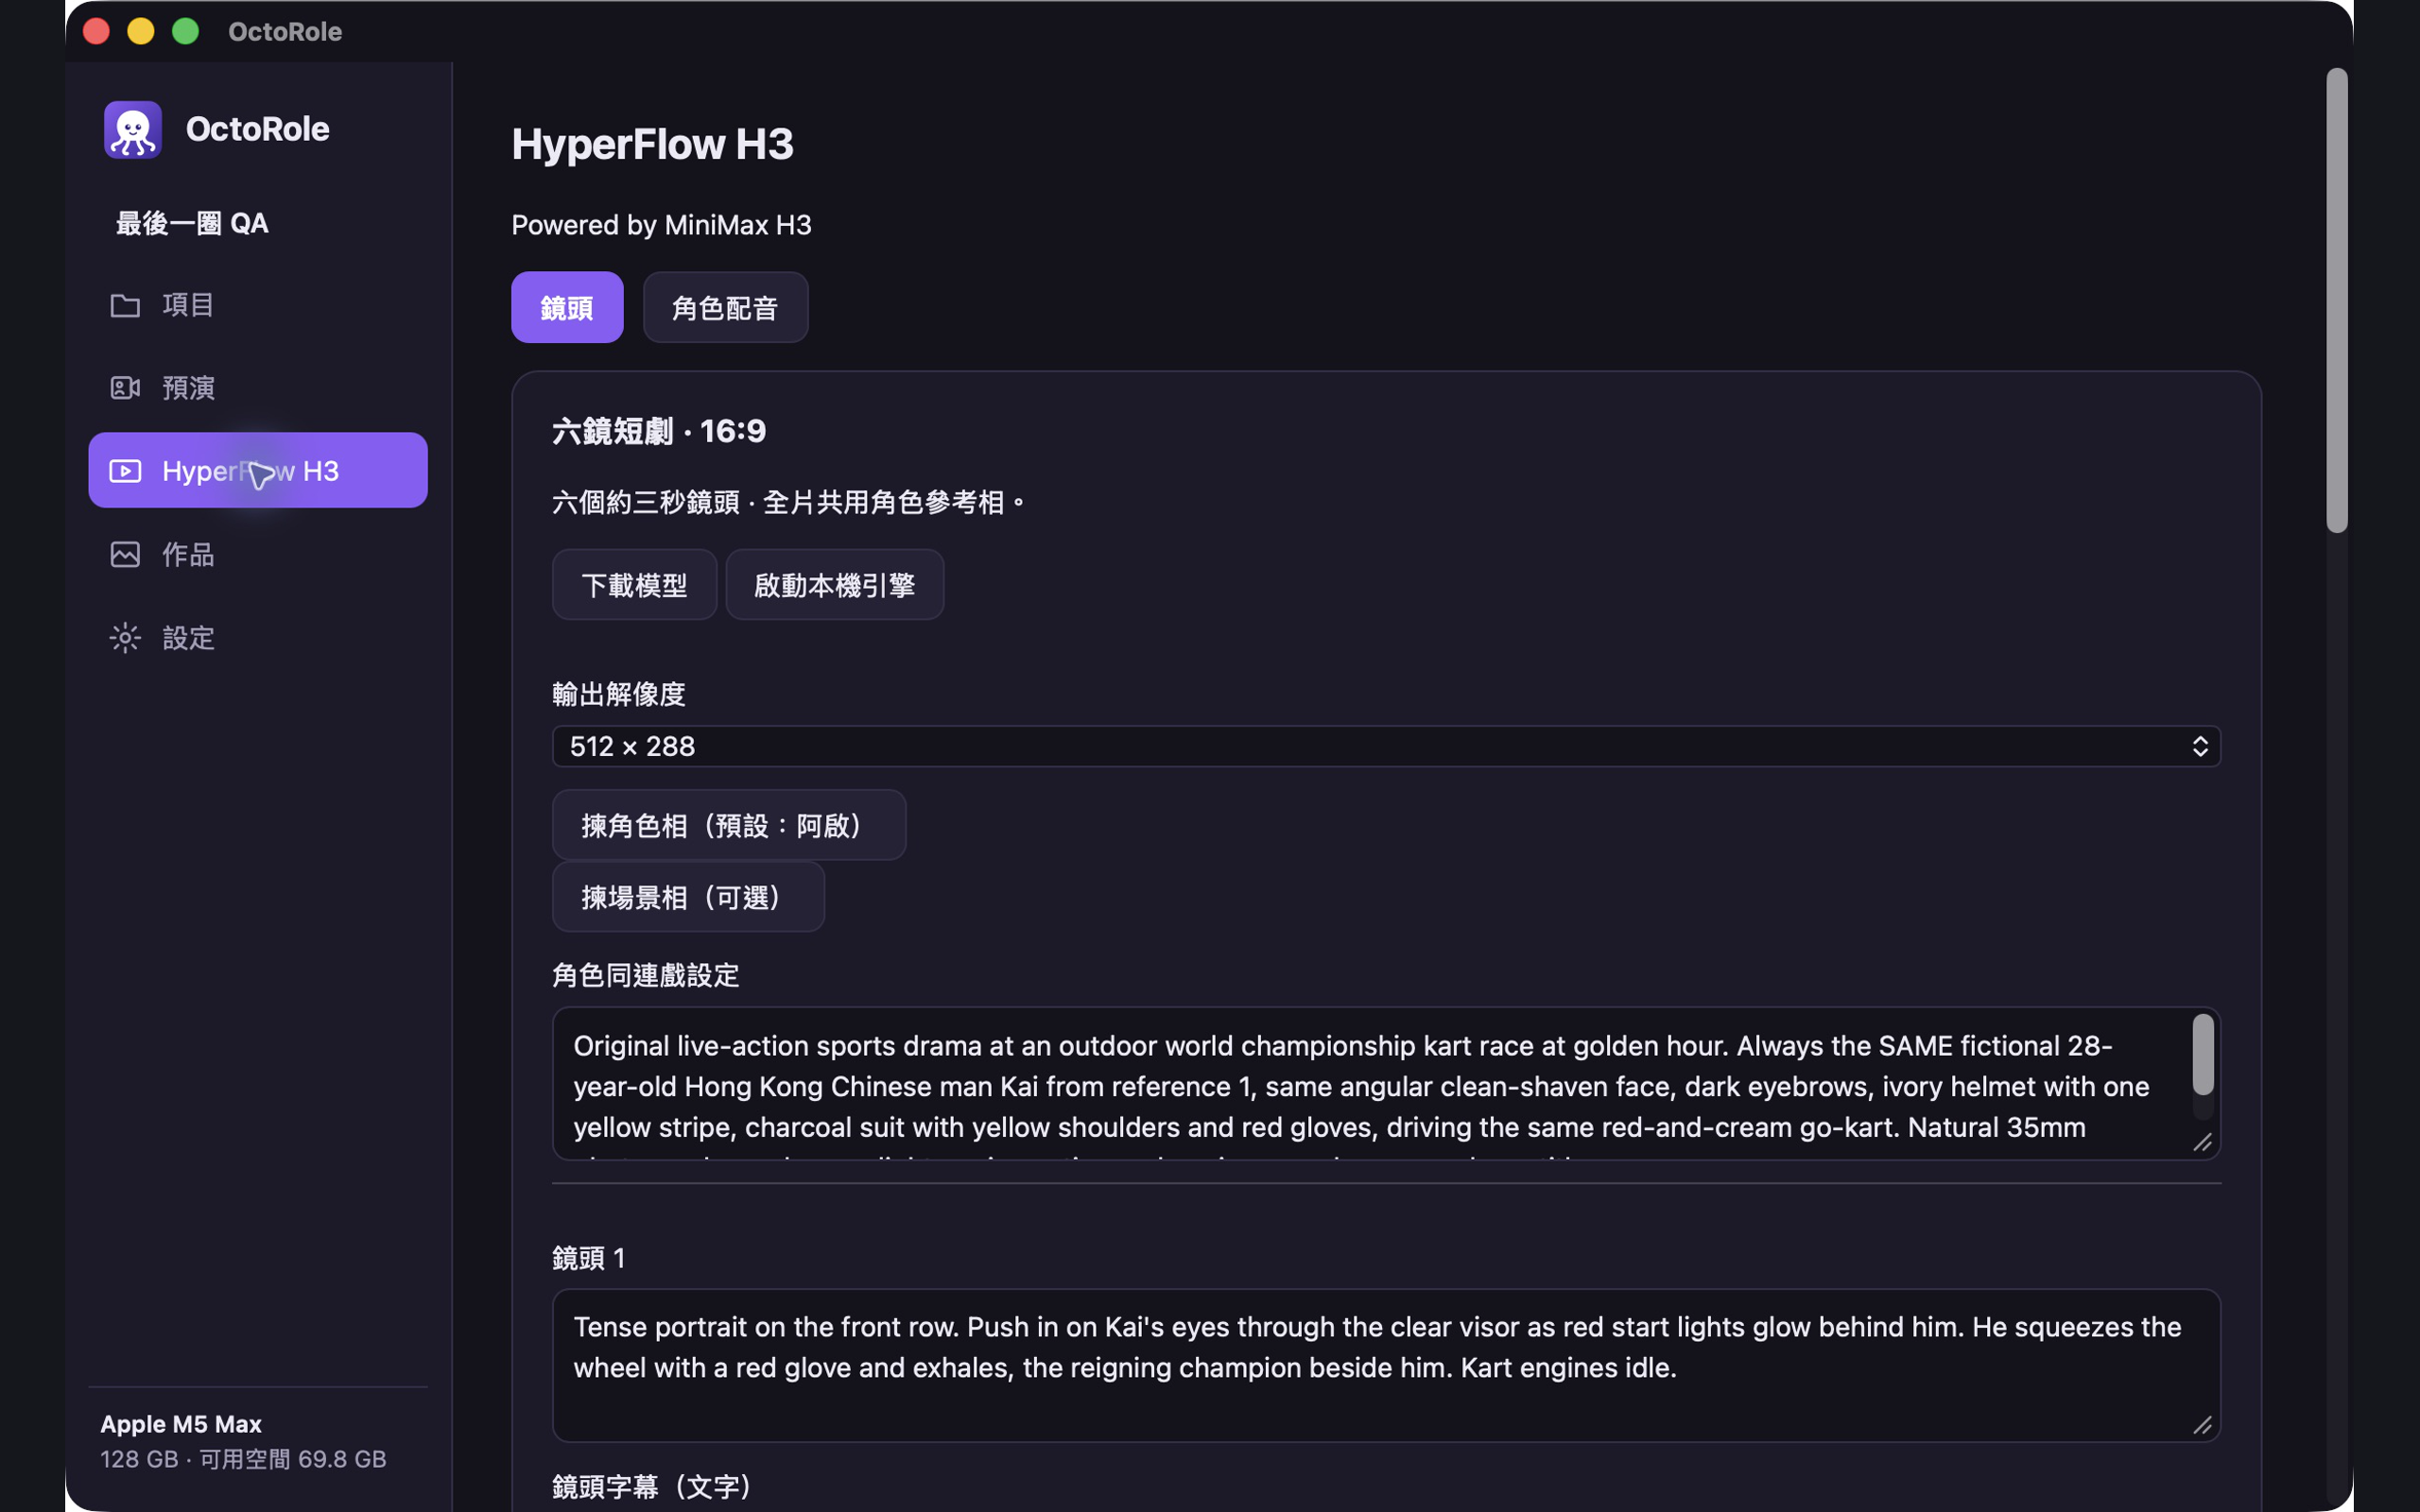 OctoRole
OctoRole
最後一圈 QA
項目
預演
HyperFlow H3
作品
設定
Apple M5 Max
128 GB · 可用空間 69.8 GB
HyperFlow H3
Powered by MiniMax H3
鏡頭
角色配音
六鏡短劇 · 16:9
六個約三秒鏡頭 · 全片共用角色參考相。
下載模型
啟動本機引擎
輸出解像度
512 × 288
揀角色相（預設：阿啟）
揀場景相（可選）
角色同連戲設定
Original live-action sports drama at an outdoor world championship kart race at golden hour. Always the SAME fictional 28-
year-old Hong Kong Chinese man Kai from reference 1, same angular clean-shaven face, dark eyebrows, ivory helmet with one
yellow stripe, charcoal suit with yellow shoulders and red gloves, driving the same red-and-cream go-kart. Natural 35mm
鏡頭 1
Tense portrait on the front row. Push in on Kai's eyes through the clear visor as red start lights glow behind him. He squeezes the
wheel with a red glove and exhales, the reigning champion beside him. Kart engines idle.
鏡頭字幕（文字）